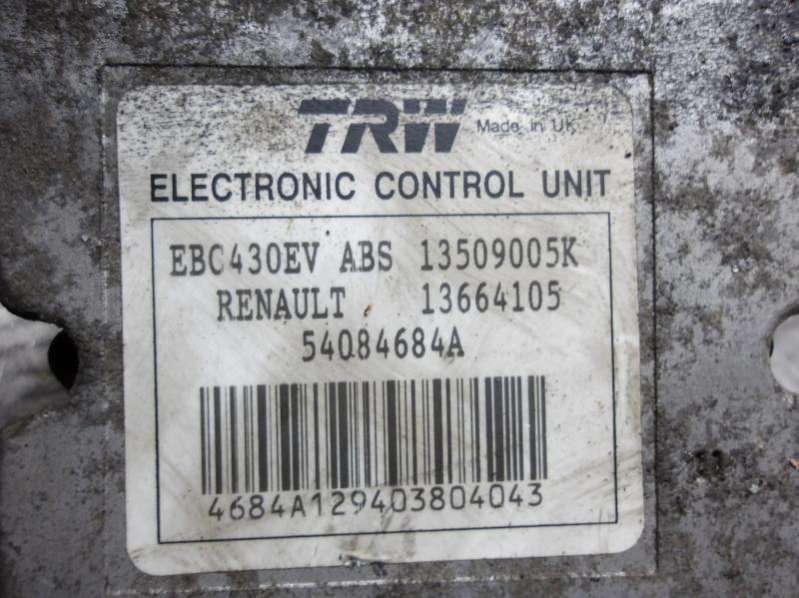 TRW Made in UK
ELECTRONIC CONTROL UNIT
EBC430EV ABS 13509005K
RENAULT 13664105
54084684A
4684A129403804043